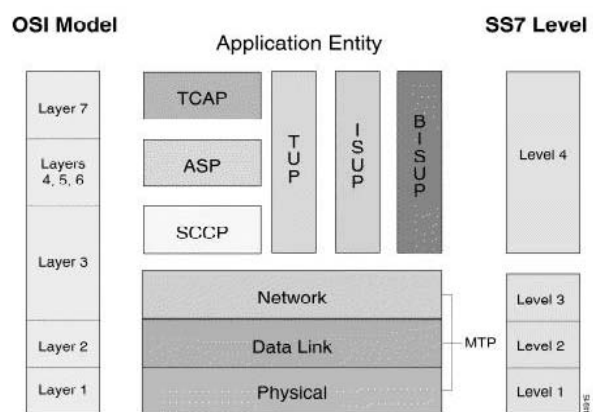 OSI Model
Application Entity
SS7 Level
Layer 7
Layers
4, 5, 6
Layer 3
Layer 2
Layer 1
TCAP
ASP
SCCP
TUP
ISUP
BISUP
Network
Data Link
Physical
MTP
Level 4
Level 3
Level 2
Level 1